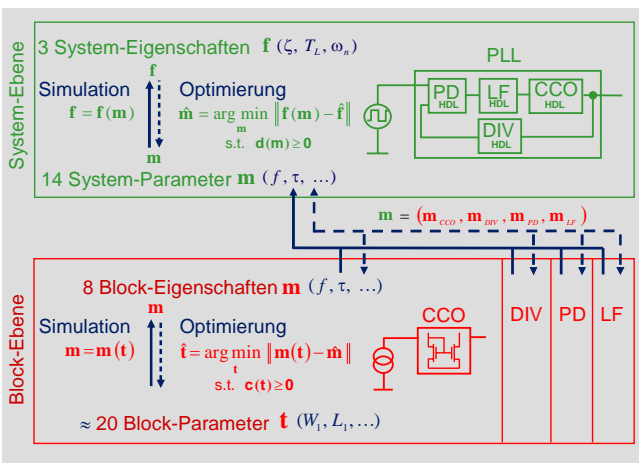 System-Ebene
3 System-Eigenschaften f (ζ, T_L, ω_n)
Simulation
f = f(m)
f
m
Optimierung
m̂ = arg min ‖f(m) − f̂‖
m
s.t. d(m) ≥ 0
14 System-Parameter m (f, τ, ...)
PLL
PD
HDL
LF
HDL
CCO
HDL
DIV
HDL
m = (m_CCO, m_DIV, m_PD, m_LF)
Block-Ebene
8 Block-Eigenschaften m (f, τ, ...)
Simulation
m = m(t)
m
t
Optimierung
t̂ = arg min ‖m(t) − m̂‖
t
s.t. c(t) ≥ 0
≈ 20 Block-Parameter t (W₁, L₁, ...)
CCO
DIV
PD
LF